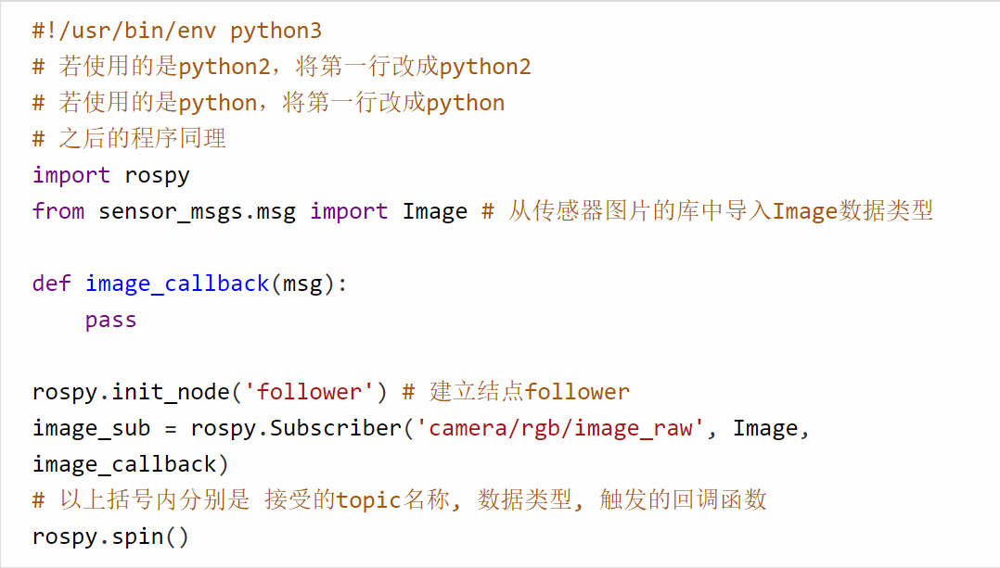 #!/usr/bin/env python3
# 若使用的是python2，将第一行改成python2
# 若使用的是python，将第一行改成python
# 之后的程序同理
import rospy
from sensor_msgs.msg import Image # 从传感器图片的库中导入Image数据类型
def image_callback(msg):
    pass
rospy.init_node('follower') # 建立结点follower
image_sub = rospy.Subscriber('camera/rgb/image_raw', Image,
image_callback)
# 以上括号内分别是 接受的topic名称, 数据类型, 触发的回调函数
rospy.spin()